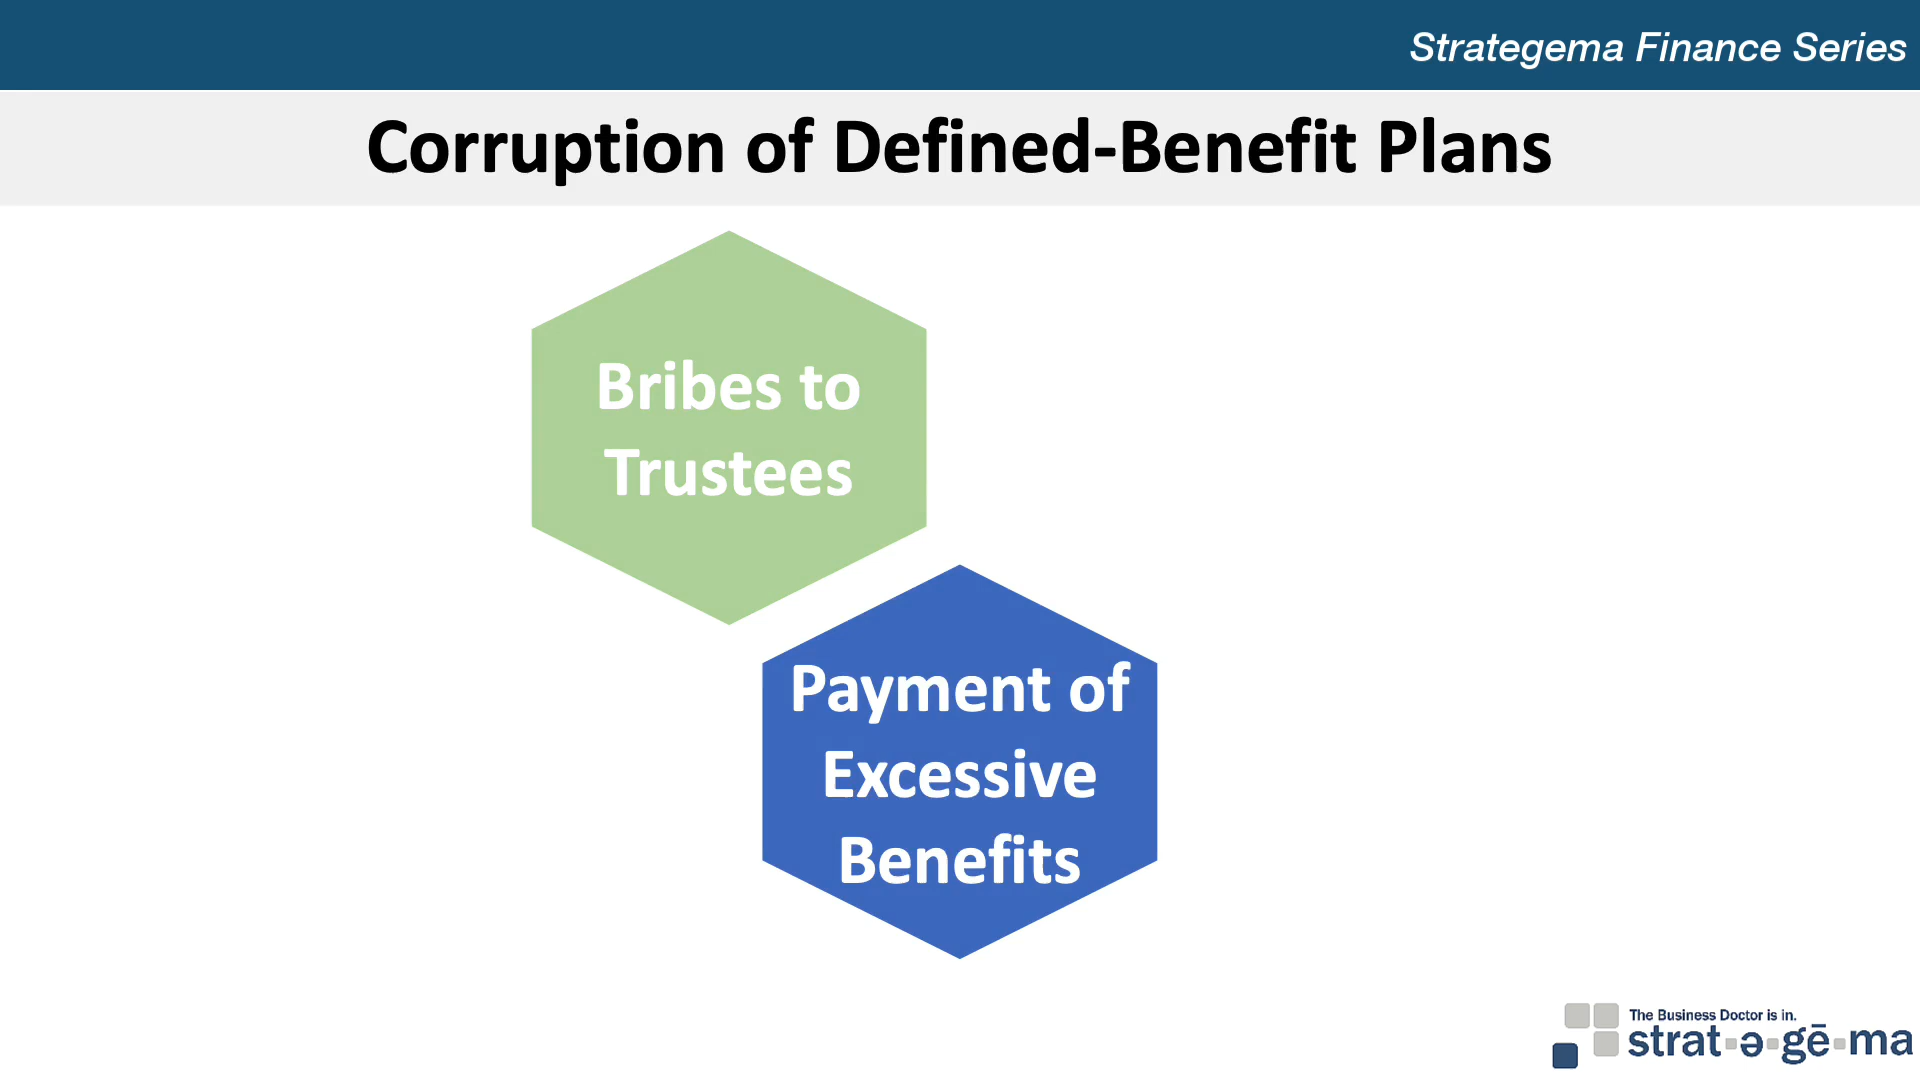 Strategema Finance Series
Corruption of Defined-Benefit Plans
Bribes to
Trustees
Payment of
Excessive
Benefits
The Business Doctor is in.
strat▪ə▪gē▪ma